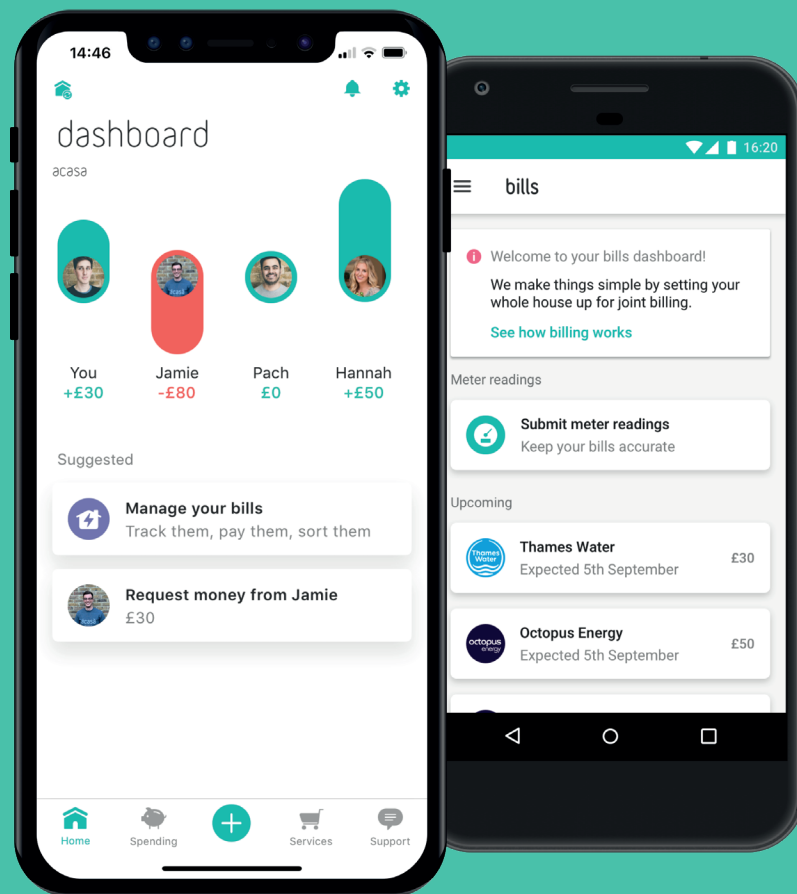 14:46
dashboard
acasa
You
+£30
Jamie
-£80
Pach
£0
Hannah
+£50
Suggested
Manage your bills
Track them, pay them, sort them
Request money from Jamie
£30
acasa
Home
Spending
Services
Support
16:20
bills
Welcome to your bills dashboard!
We make things simple by setting your
whole house up for joint billing.
See how billing works
Meter readings
Submit meter readings
Keep your bills accurate
Upcoming
Thames
Water
Thames Water
Expected 5th September
£30
octopus
energy
Octopus Energy
Expected 5th September
£50